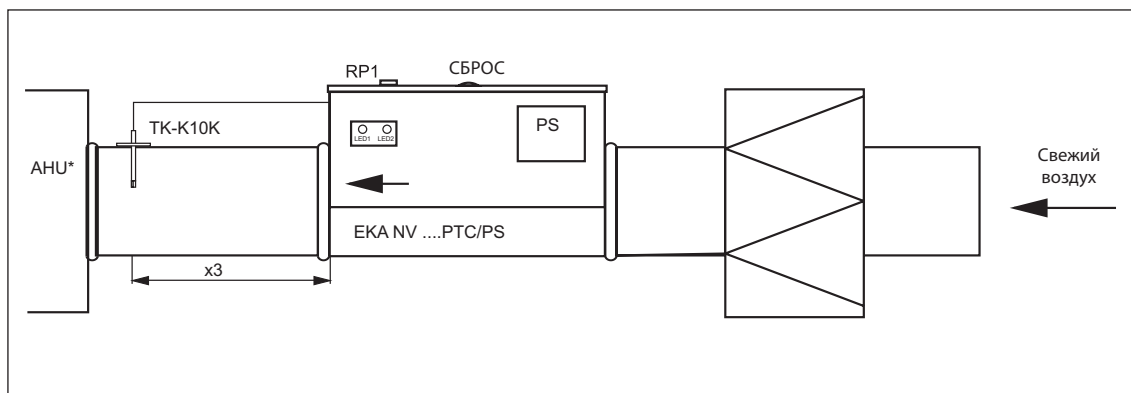 RP1
СБРОС
TK-K10K
LED1 LED2
PS
AHU*
Свежий
воздух
EKA NV ....PTC/PS
x3